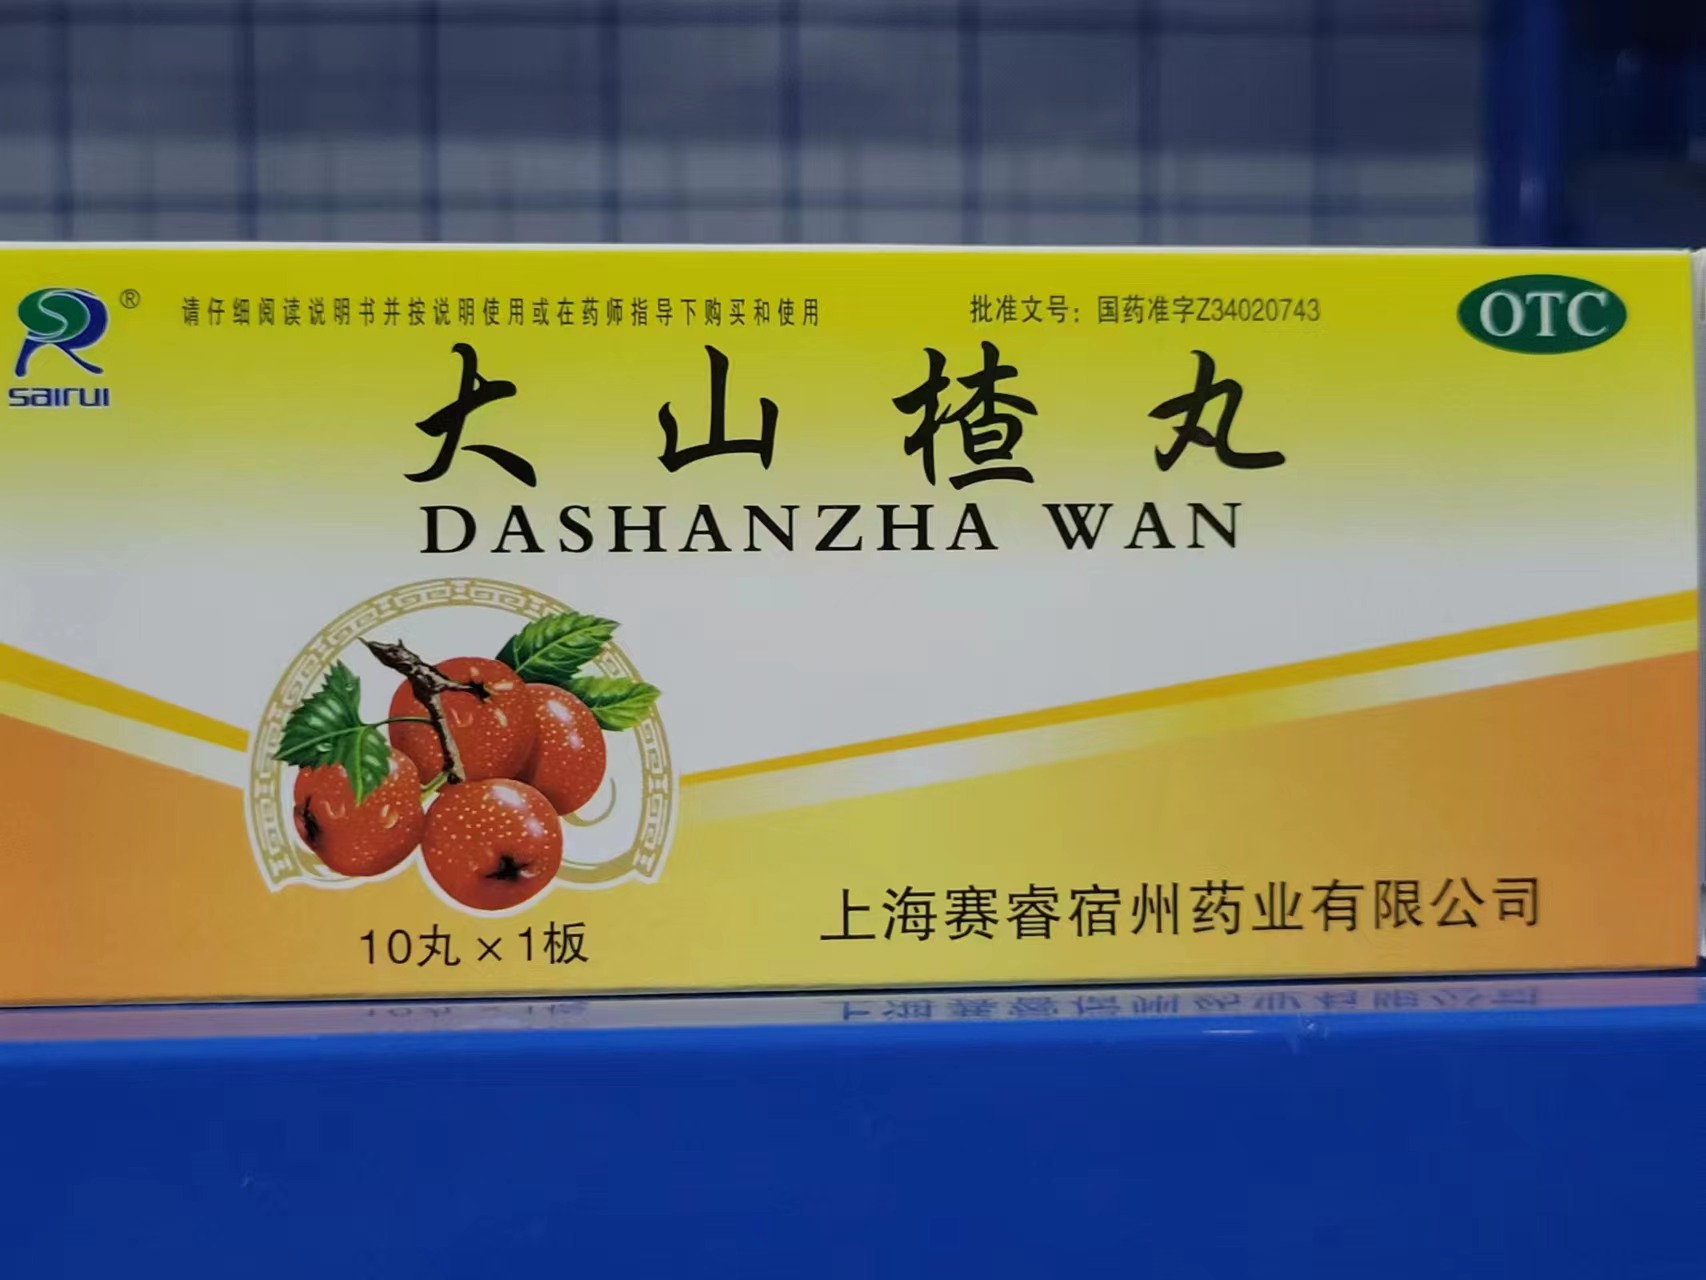 sairui
®
请仔细阅读说明书并按说明使用或在药师指导下购买和使用
批准文号：国药准字Z34020743
OTC
大山楂丸
DASHANZHA WAN
10丸×1板
上海赛睿宿州药业有限公司